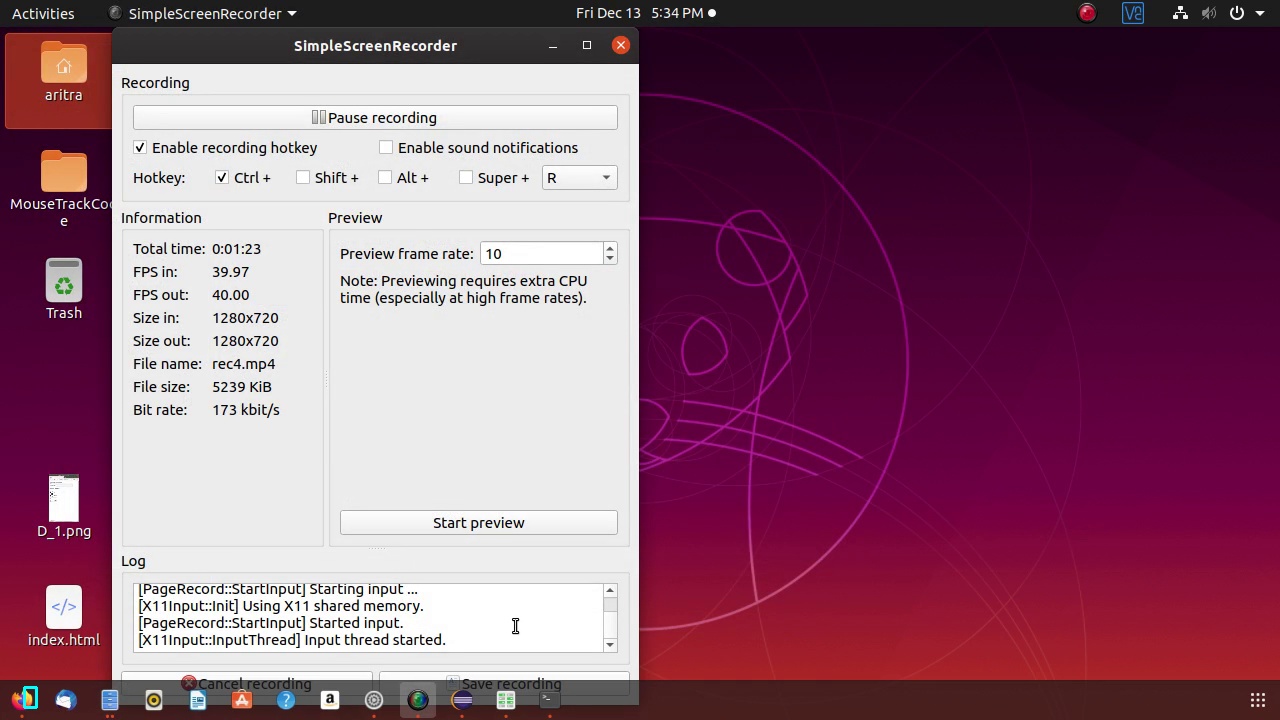 Activities
SimpleScreenRecorder
Fri Dec 13 5:34 PM
V2
SimpleScreenRecorder
aritra
MouseTrackCod
e
Trash
D_1.png
</>
index.html
Recording
Pause recording
Enable recording hotkey
Enable sound notifications
Hotkey:
Ctrl +
Shift +
Alt +
Super +
R
Information
Total time: 0:01:23
FPS in: 39.97
FPS out: 40.00
Size in: 1280x720
Size out: 1280x720
File name: rec4.mp4
File size: 5239 KiB
Bit rate: 173 kbit/s
Preview
Preview frame rate: 10
Note: Previewing requires extra CPU
time (especially at high frame rates).
Start preview
Log
[PageRecord::StartInput] Starting input ...
[X11Input::Init] Using X11 shared memory.
[PageRecord::StartInput] Started input.
[X11Input::InputThread] Input thread started.
Cancel recording
Save recording